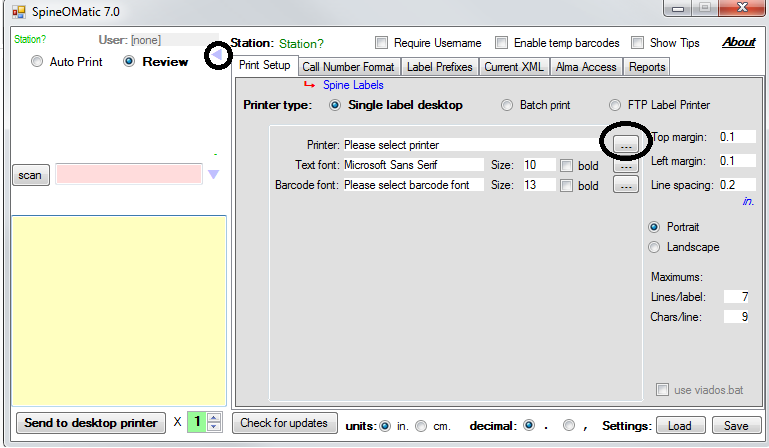 SpineOMatic 7.0
Station? User: [none]
Auto Print Review
scan
Send to desktop printer X 1
Station: Station? Require Username Enable temp barcodes Show Tips About
Print Setup Call Number Format Label Prefixes Current XML Alma Access Reports
Spine Labels
Printer type: Single label desktop Batch print FTP Label Printer
Printer: Please select printer ... Top margin: 0.1
Text font: Microsoft Sans Serif Size: 10 bold ... Left margin: 0.1
Barcode font: Please select barcode font Size: 13 bold ... Line spacing: 0.2
in.
Portrait
Landscape
Maximums:
Lines/label: 7
Chars/line: 9
use viados.bat
Check for updates units: in. cm. decimal: . , Settings: Load Save